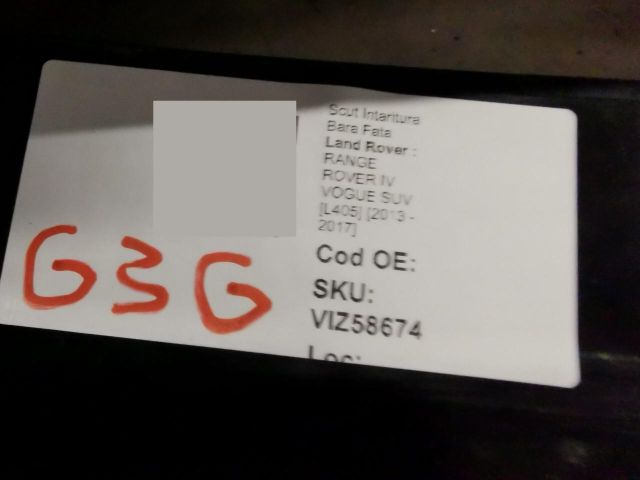 Scut Intaritura
Bara Fata
Land Rover :
RANGE
ROVER IV
VOGUE SUV
[L405] [2013 -
2017]
Cod OE:
SKU:
VIZ58674
Loc:
G3G